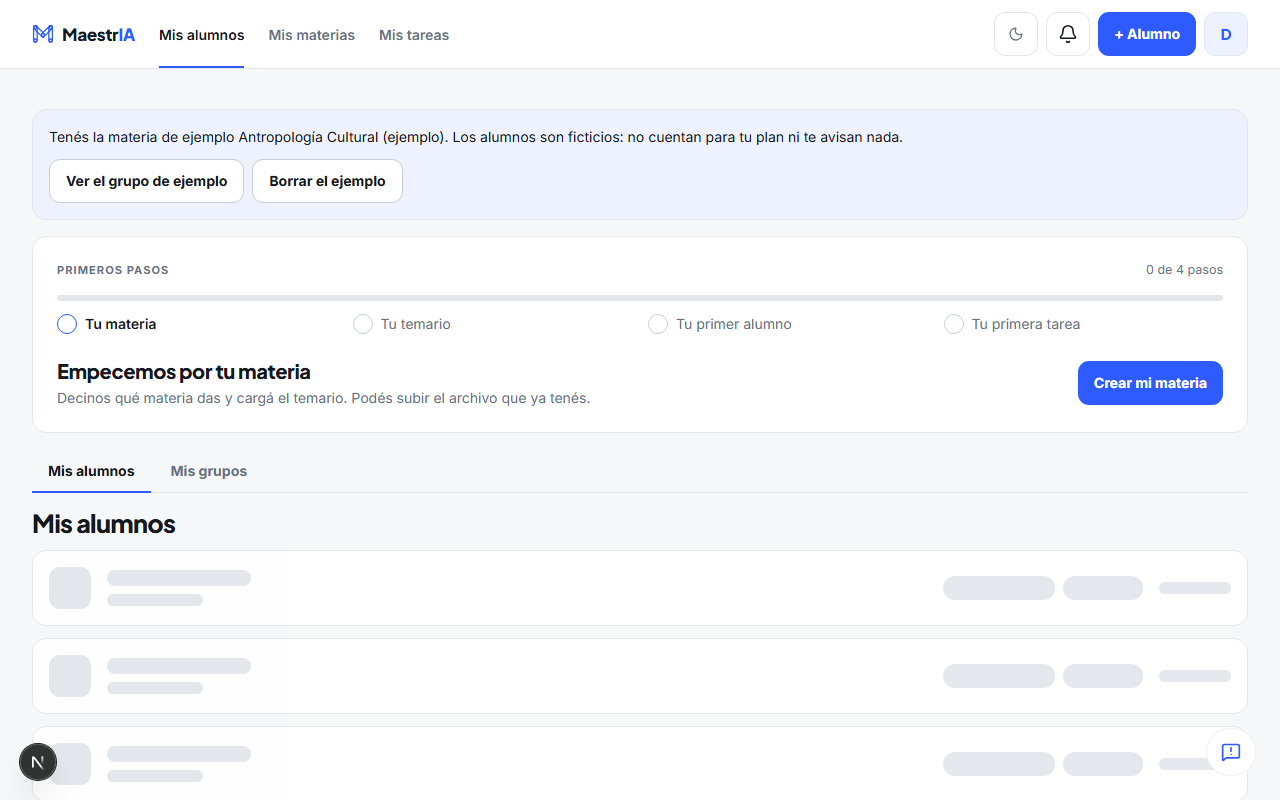 MaestrIA
Mis alumnos
Mis materias
Mis tareas
+ Alumno
D
Tenés la materia de ejemplo Antropología Cultural (ejemplo). Los alumnos son ficticios: no cuentan para tu plan ni te avisan nada.
Ver el grupo de ejemplo
Borrar el ejemplo
PRIMEROS PASOS
0 de 4 pasos
Tu materia
Tu temario
Tu primer alumno
Tu primera tarea
Empecemos por tu materia
Decinos qué materia das y cargá el temario. Podés subir el archivo que ya tenés.
Crear mi materia
Mis alumnos
Mis grupos
Mis alumnos
N